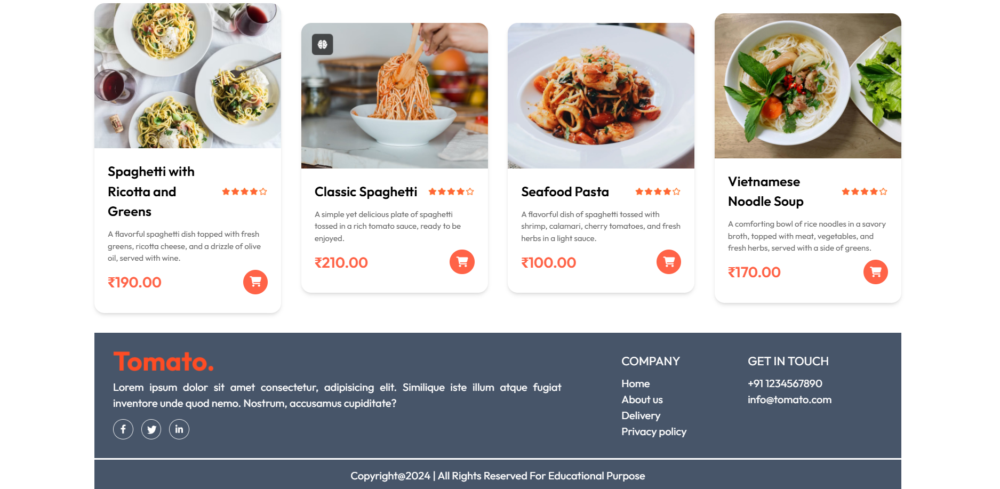 Spaghetti with
Ricotta and
Greens
A flavorful spaghetti dish topped with fresh
greens, ricotta cheese, and a drizzle of olive
oil, served with wine.
₹190.00
Classic Spaghetti
A simple yet delicious plate of spaghetti
tossed in a rich tomato sauce, ready to be
enjoyed.
₹210.00
Seafood Pasta
A flavorful dish of spaghetti tossed with
shrimp, calamari, cherry tomatoes, and fresh
herbs in a light sauce.
₹100.00
Vietnamese
Noodle Soup
A comforting bowl of rice noodles in a savory
broth, topped with meat, vegetables, and
fresh herbs, served with a side of greens.
₹170.00
Tomato.
Lorem ipsum dolor sit amet consectetur, adipisicing elit. Similique iste illum atque fugiat
inventore unde quod nemo. Nostrum, accusamus cupiditate?
COMPANY
Home
About us
Delivery
Privacy policy
GET IN TOUCH
+91 1234567890
info@tomato.com
Copyright@2024 | All Rights Reserved For Educational Purpose